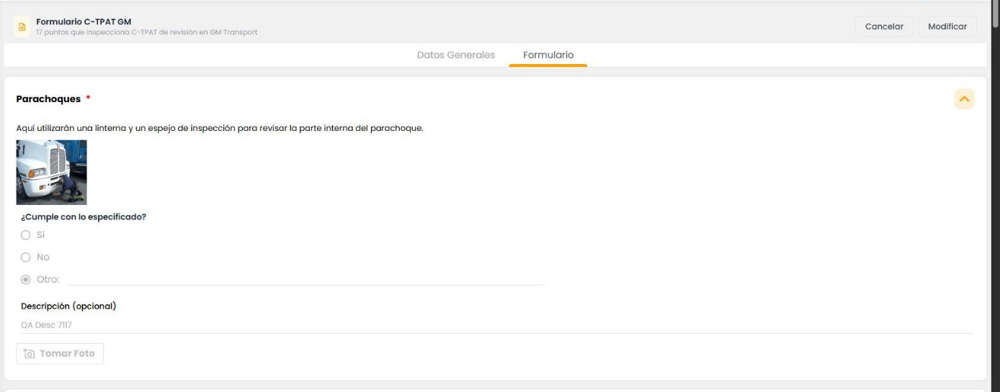 Formulario C-TPAT GM
17 puntos que inspecciona C-TPAT de revisión en GM Transport
Cancelar
Modificar
Datos Generales
Formulario
Parachoques *
Aquí utilizarán una linterna y un espejo de inspección para revisar la parte interna del parachoque.
¿Cumple con lo especificado?
Sí
No
Otro:
Descripción (opcional)
QA Desc 7117
Tomar Foto